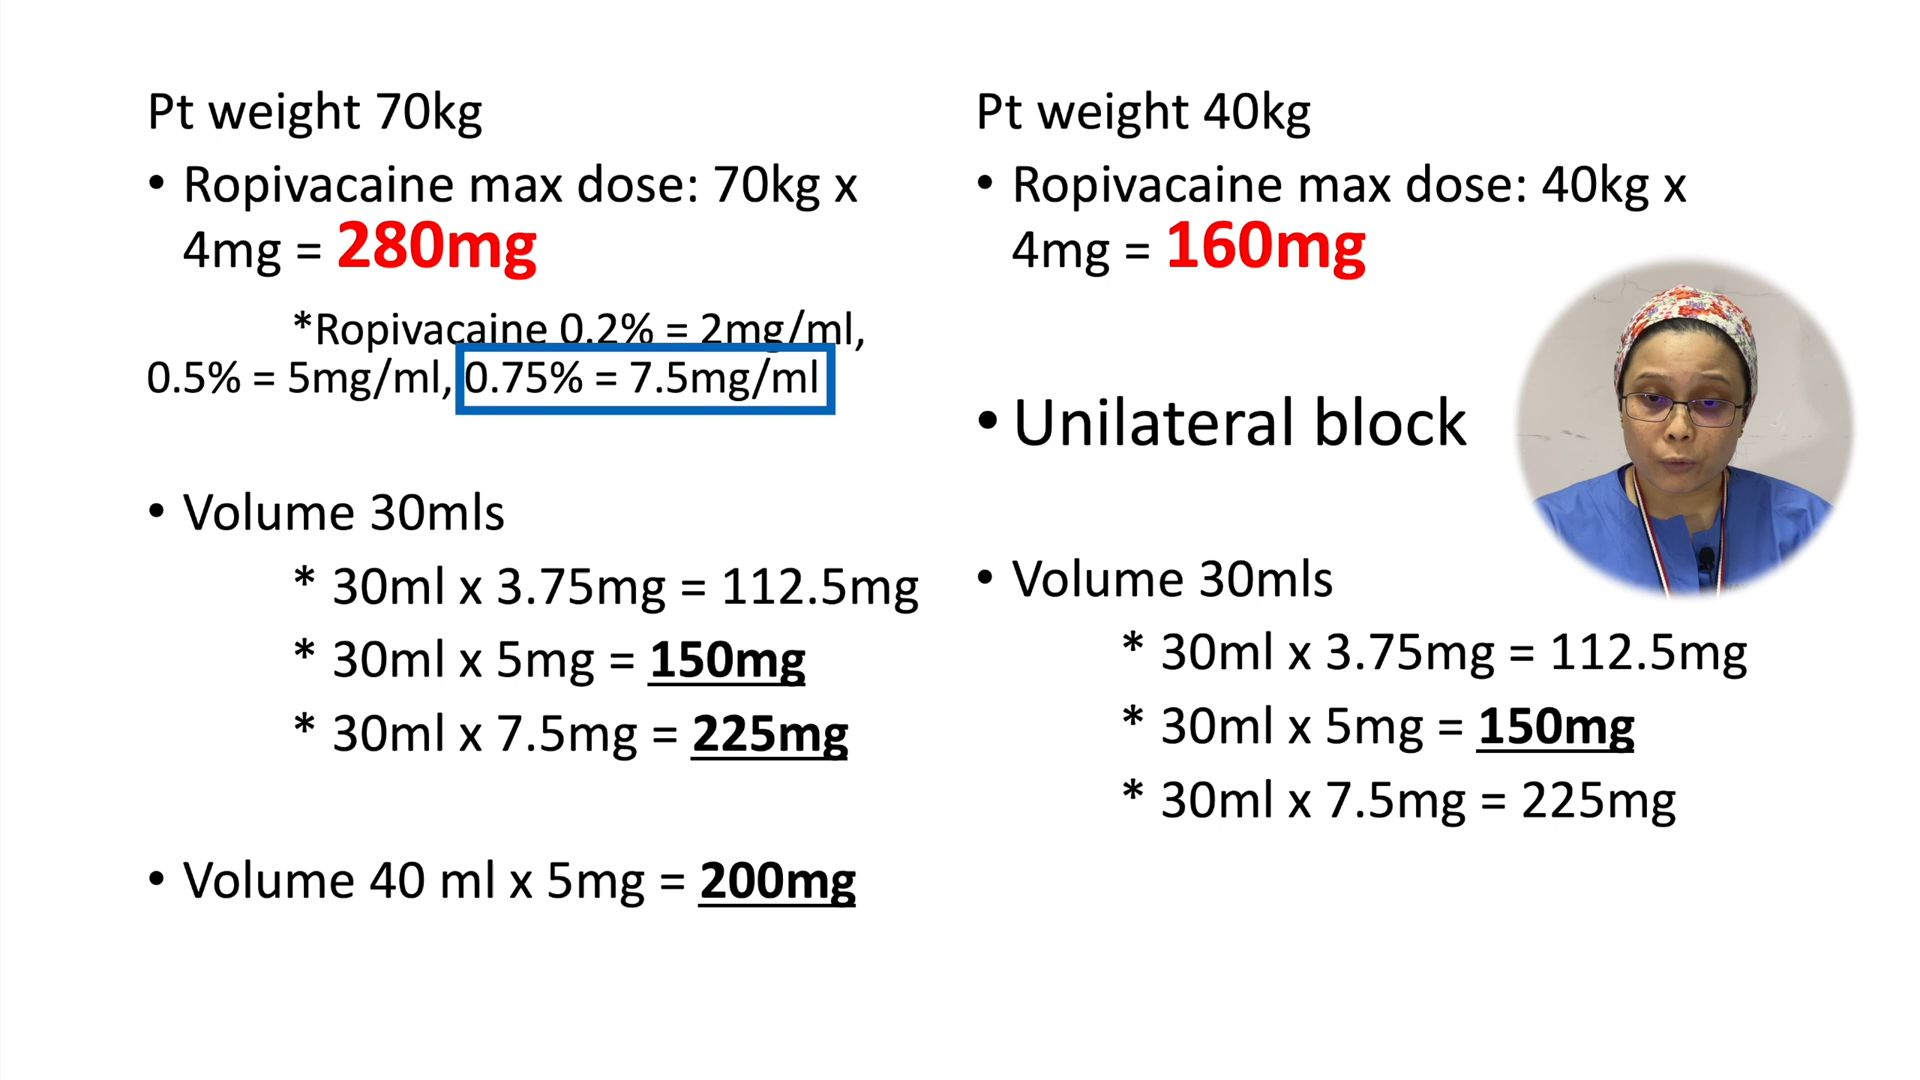 Pt weight 70kg
• Ropivacaine max dose: 70kg x
4mg = 280mg
*Ropivacaine 0.2% = 2mg/ml,
0.5% = 5mg/ml, 0.75% = 7.5mg/ml
• Volume 30mls
* 30ml x 3.75mg = 112.5mg
* 30ml x 5mg = 150mg
* 30ml x 7.5mg = 225mg
• Volume 40 ml x 5mg = 200mg
Pt weight 40kg
• Ropivacaine max dose: 40kg x
4mg = 160mg
• Unilateral block
• Volume 30mls
* 30ml x 3.75mg = 112.5mg
* 30ml x 5mg = 150mg
* 30ml x 7.5mg = 225mg